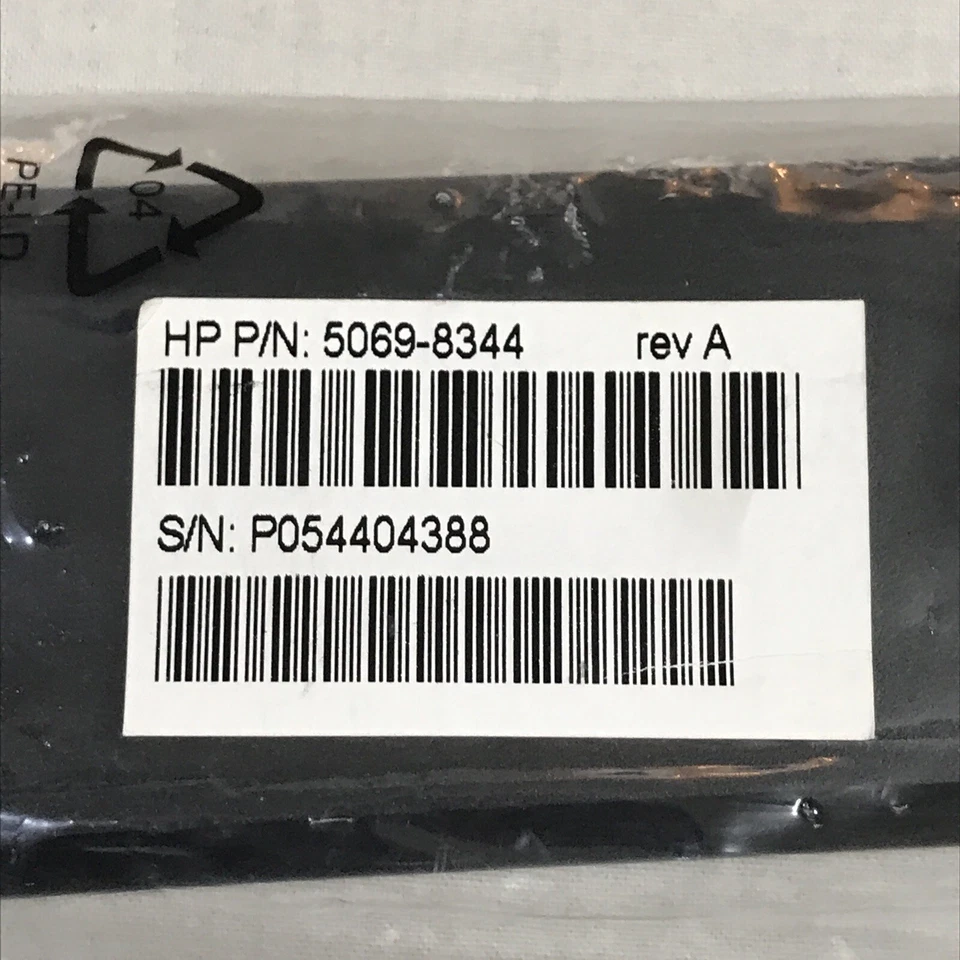 PE-LD
04
HP P/N: 5069-8344 rev A
S/N: P054404388